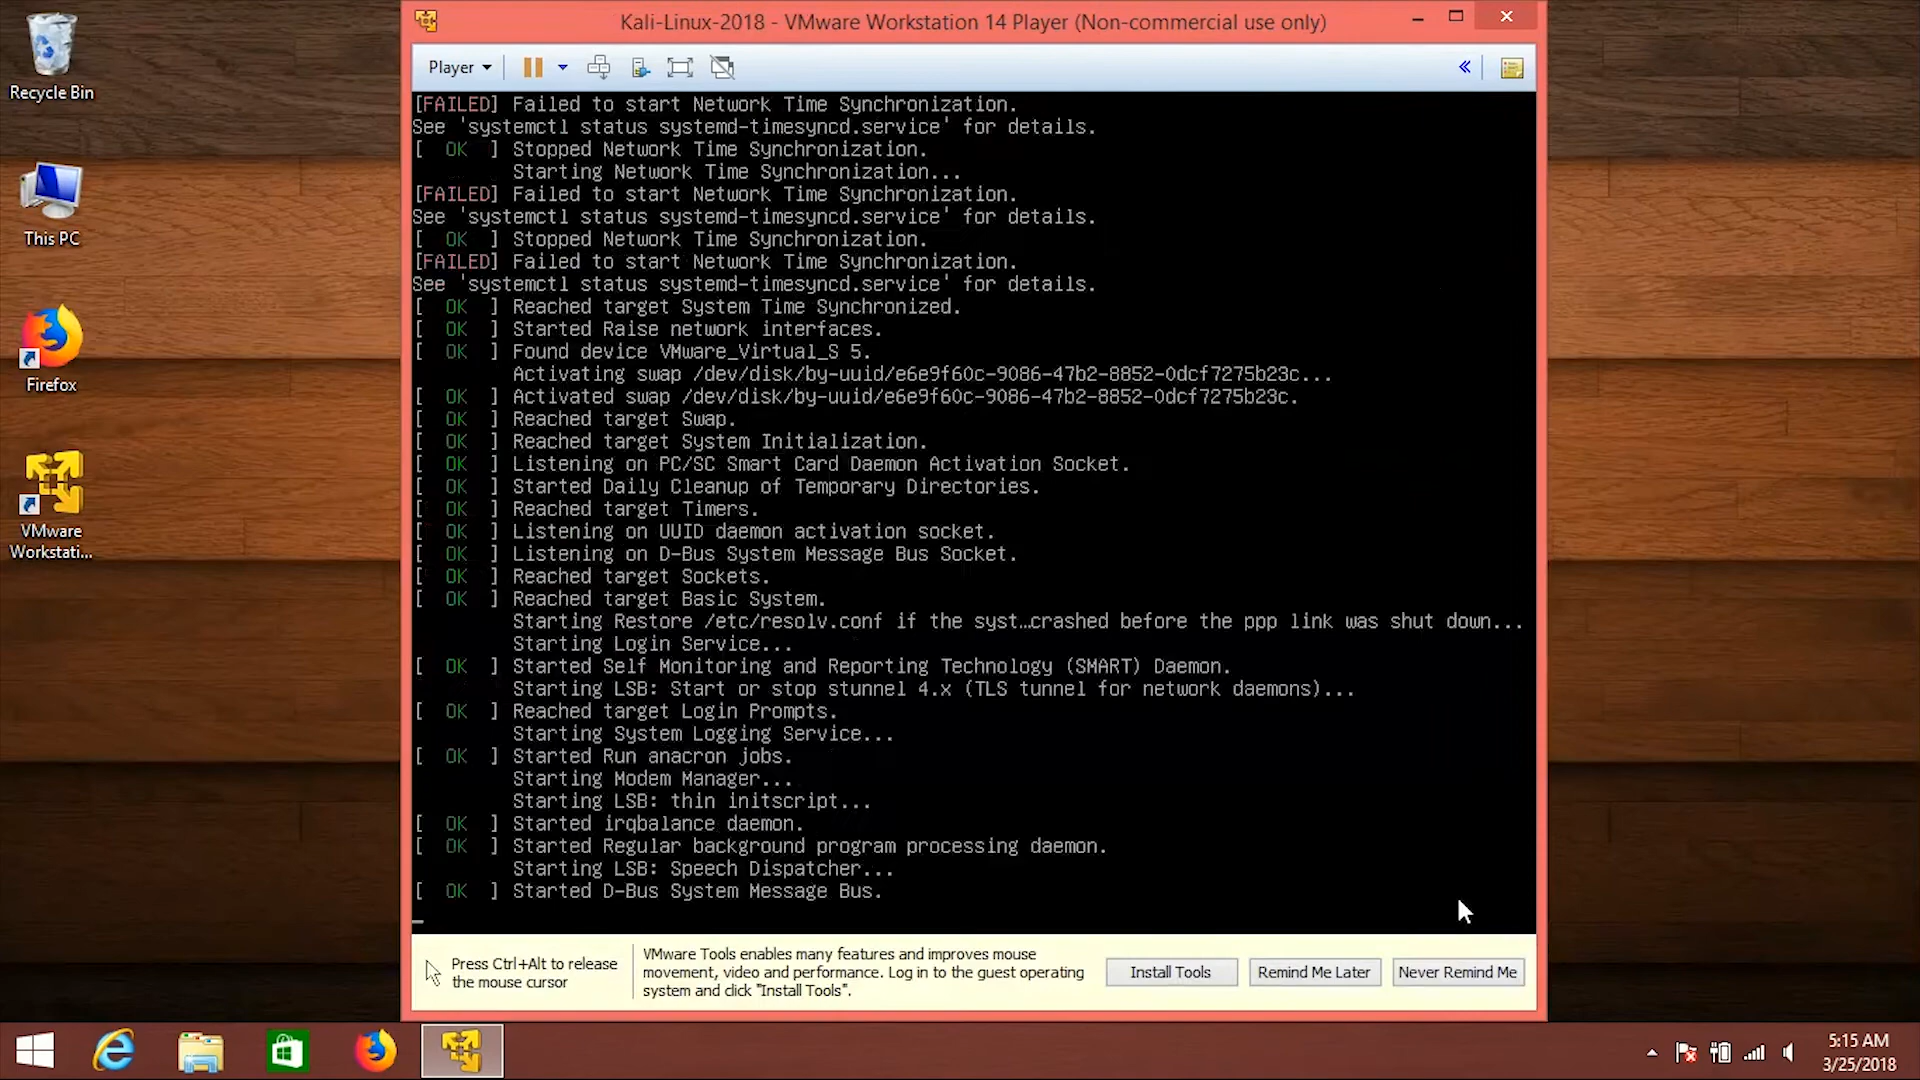 Recycle Bin
This PC
Firefox
VMware
Workstati...
Kali-Linux-2018 - VMware Workstation 14 Player (Non-commercial use only)
Player
[FAILED] Failed to start Network Time Synchronization.
See 'systemctl status systemd-timesyncd.service' for details.
[  OK  ] Stopped Network Time Synchronization.
Starting Network Time Synchronization...
[FAILED] Failed to start Network Time Synchronization.
See 'systemctl status systemd-timesyncd.service' for details.
[  OK  ] Stopped Network Time Synchronization.
[FAILED] Failed to start Network Time Synchronization.
See 'systemctl status systemd-timesyncd.service' for details.
[  OK  ] Reached target System Time Synchronized.
[  OK  ] Started Raise network interfaces.
[  OK  ] Found device VMware_Virtual_S 5.
Activating swap /dev/disk/by-uuid/e6e9f60c-9086-47b2-8852-0dcf7275b23c...
[  OK  ] Activated swap /dev/disk/by-uuid/e6e9f60c-9086-47b2-8852-0dcf7275b23c.
[  OK  ] Reached target Swap.
[  OK  ] Reached target System Initialization.
[  OK  ] Listening on PC/SC Smart Card Daemon Activation Socket.
[  OK  ] Started Daily Cleanup of Temporary Directories.
[  OK  ] Reached target Timers.
[  OK  ] Listening on UUID daemon activation socket.
[  OK  ] Listening on D-Bus System Message Bus Socket.
[  OK  ] Reached target Sockets.
[  OK  ] Reached target Basic System.
Starting Restore /etc/resolv.conf if the syst…crashed before the ppp link was shut down...
Starting Login Service...
[  OK  ] Started Self Monitoring and Reporting Technology (SMART) Daemon.
Starting LSB: Start or stop stunnel 4.x (TLS tunnel for network daemons)...
[  OK  ] Reached target Login Prompts.
Starting System Logging Service...
[  OK  ] Started Run anacron jobs.
Starting Modem Manager...
Starting LSB: thin initscript...
[  OK  ] Started irqbalance daemon.
[  OK  ] Started Regular background program processing daemon.
Starting LSB: Speech Dispatcher...
[  OK  ] Started D-Bus System Message Bus.
Press Ctrl+Alt to release
the mouse cursor
VMware Tools enables many features and improves mouse
movement, video and performance. Log in to the guest operating
system and click "Install Tools".
Install Tools
Remind Me Later
Never Remind Me
5:15 AM
3/25/2018